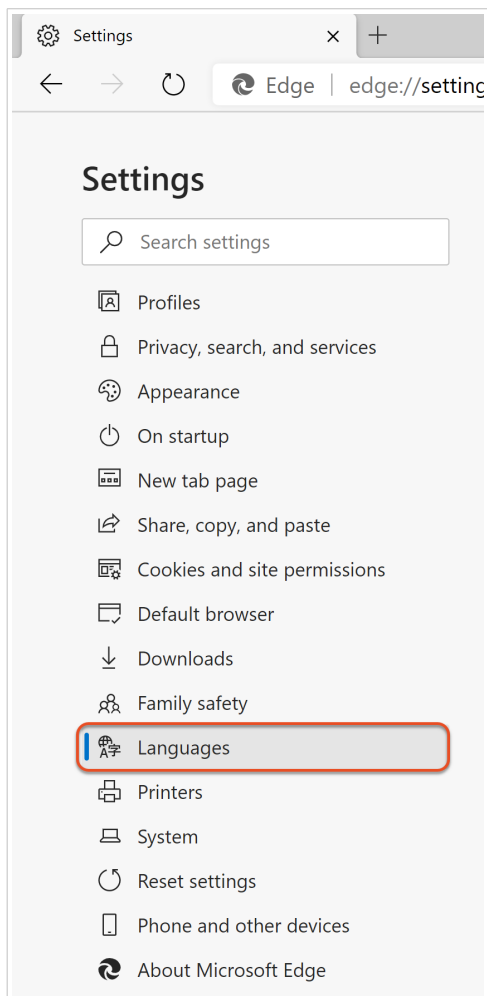 Settings
Edge | edge://setting
Settings
Search settings
Profiles
Privacy, search, and services
Appearance
On startup
New tab page
Share, copy, and paste
Cookies and site permissions
Default browser
Downloads
Family safety
Languages
Printers
System
Reset settings
Phone and other devices
About Microsoft Edge